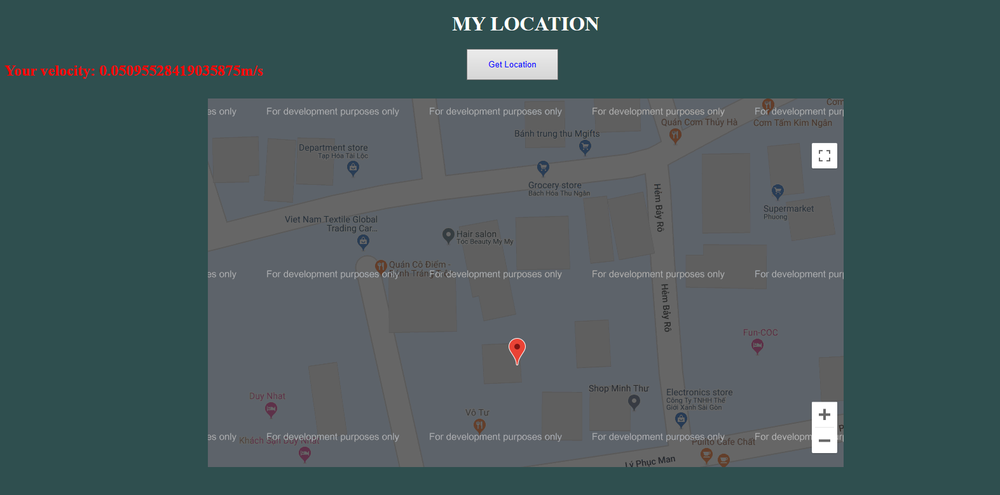 MY LOCATION
Get Location
Your velocity: 0.05095528419035875m/s
es only
For development purposes only
For development purposes only
For development purposes only
For development pur
Com
Cơm Tấm Kim Ngân
Quán Cơm Thủy Hà
Bánh trung thu Mgifts
Department store
Tạp Hóa Tài Lộc
Grocery store
Bách Hóa Thu Ngân
Hẻm Bảy Rô
Supermarket
Phuong
Viet Nam Textile Global
Trading Car...
Hair salon
Tóc Beauty My My
Quán Cô Điểm -
Bánh Tráng
es only
For development purposes only
For development purposes only
For development purposes only
For development pur
Hẻm Bảy Rô
Fun-COC
Shop Minh Thư
Electronics store
Công Ty TNHH Thế
Giới Xanh Sài Gòn
Duy Nhat
Vô Tư
es only
For development purposes only
For development purposes only
For development purposes only
For development pur
Khách Sạn Duy Nhất
Pulito Cafe Chất
Lý Phục Man
P